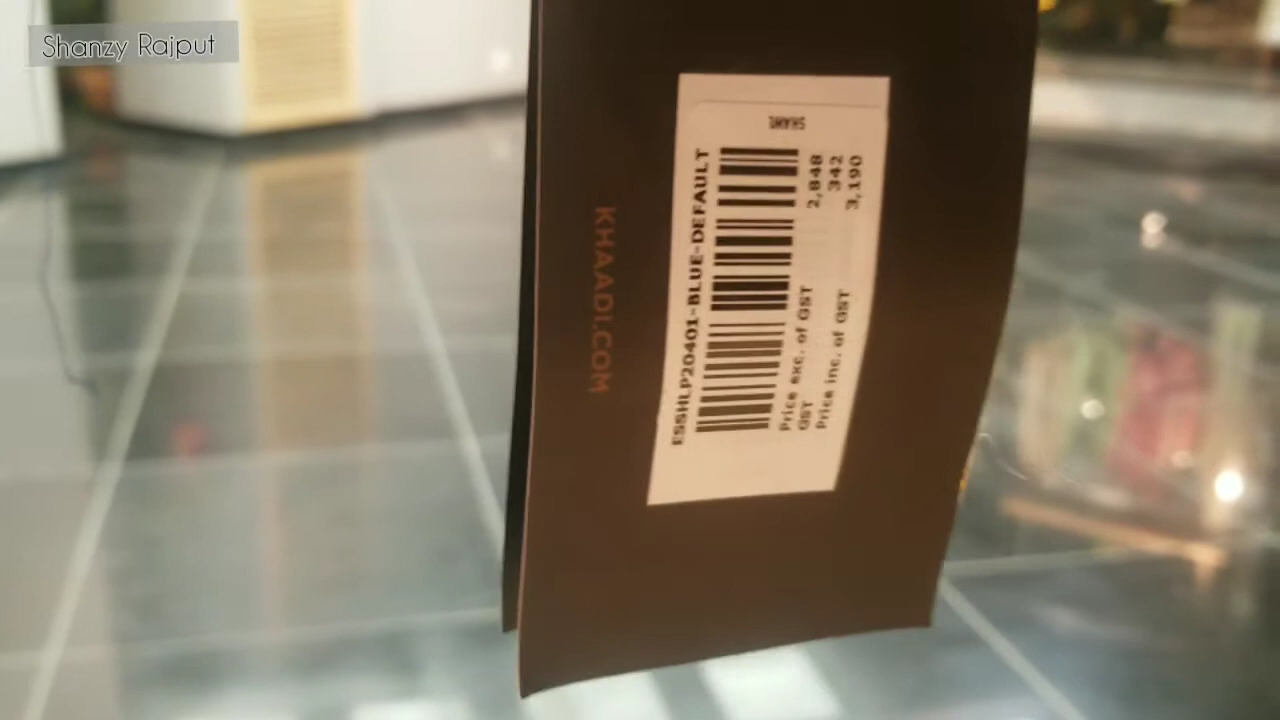 Shanzy Rajput
KHAADI.COM
SHAWL
ESSHLP20401-BLUE-DEFAULT
Price exc. of GST 2,848
GST 342
Price inc. of GST 3,190